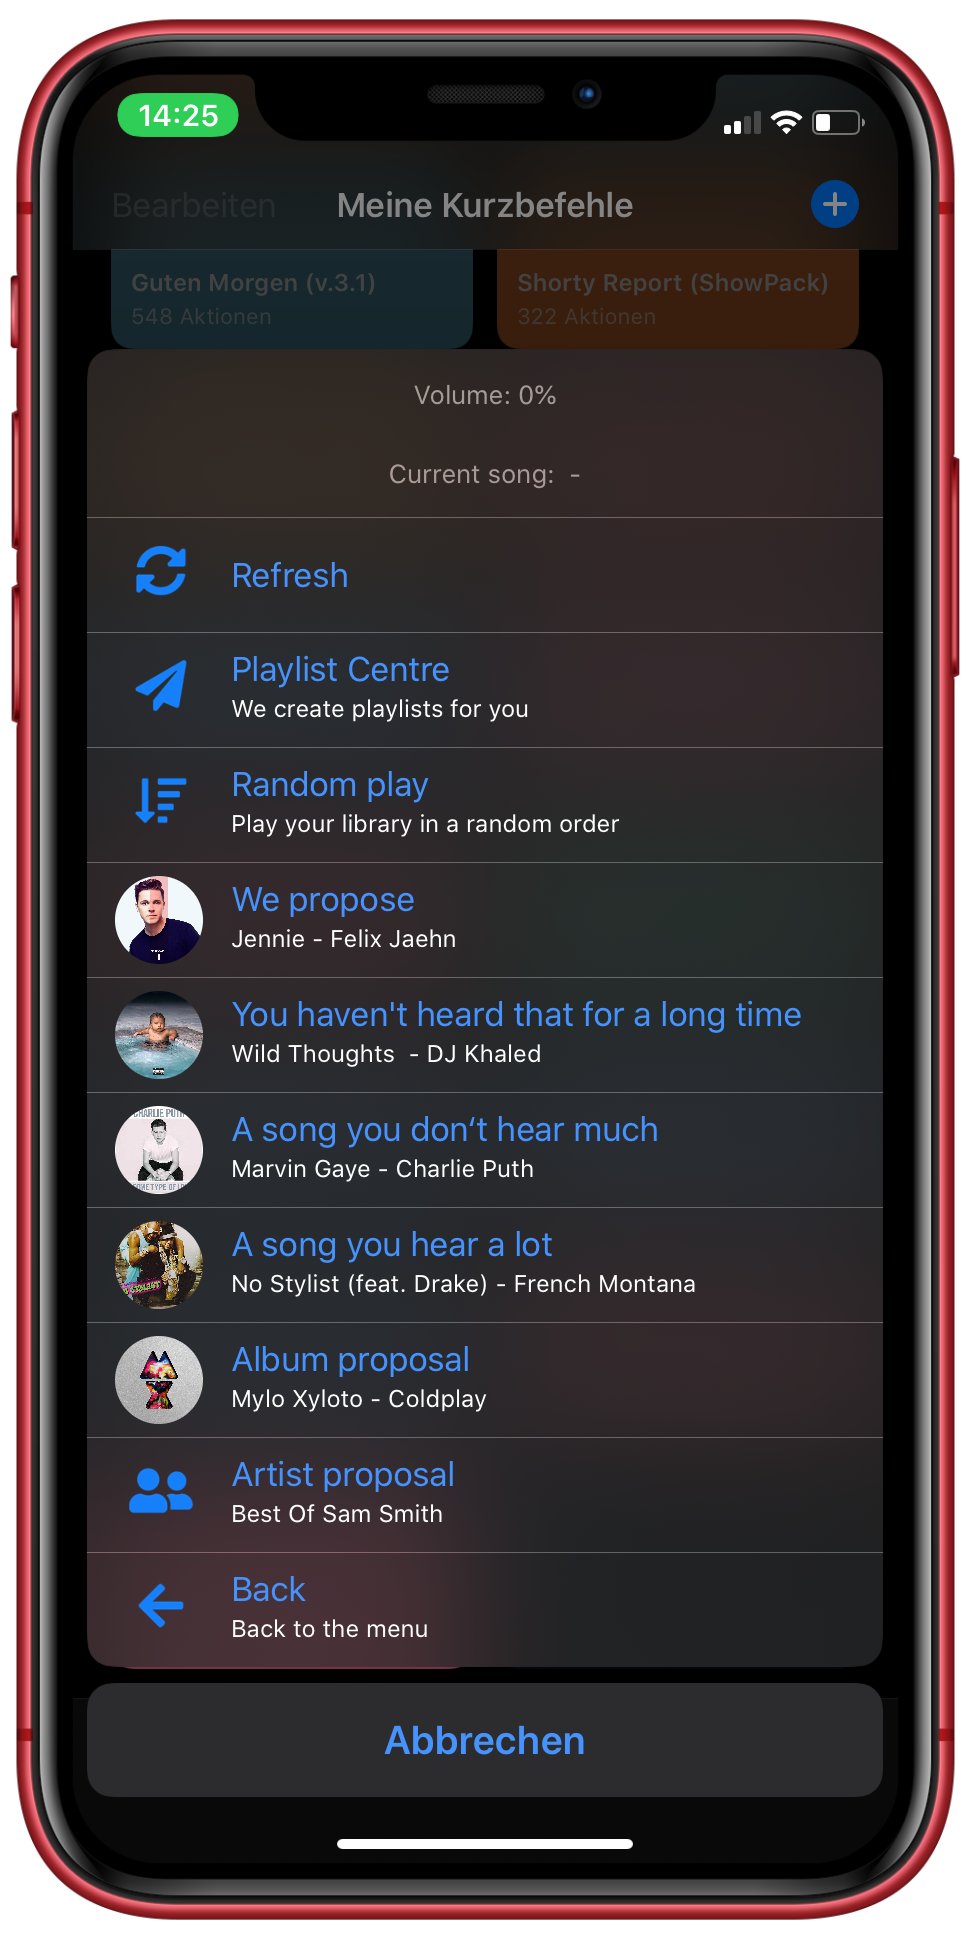 14:25
Bearbeiten
Meine Kurzbefehle
Guten Morgen (v.3.1)
548 Aktionen
Shorty Report (ShowPack)
322 Aktionen
Volume: 0%
Current song:  -
Refresh
Playlist Centre
We create playlists for you
Random play
Play your library in a random order
We propose
Jennie - Felix Jaehn
You haven't heard that for a long time
Wild Thoughts  - DJ Khaled
CHARLIE PUTH
A song you don‘t hear much
Marvin Gaye - Charlie Puth
A song you hear a lot
No Stylist (feat. Drake) - French Montana
Album proposal
Mylo Xyloto - Coldplay
Artist proposal
Best Of Sam Smith
Back
Back to the menu
Abbrechen